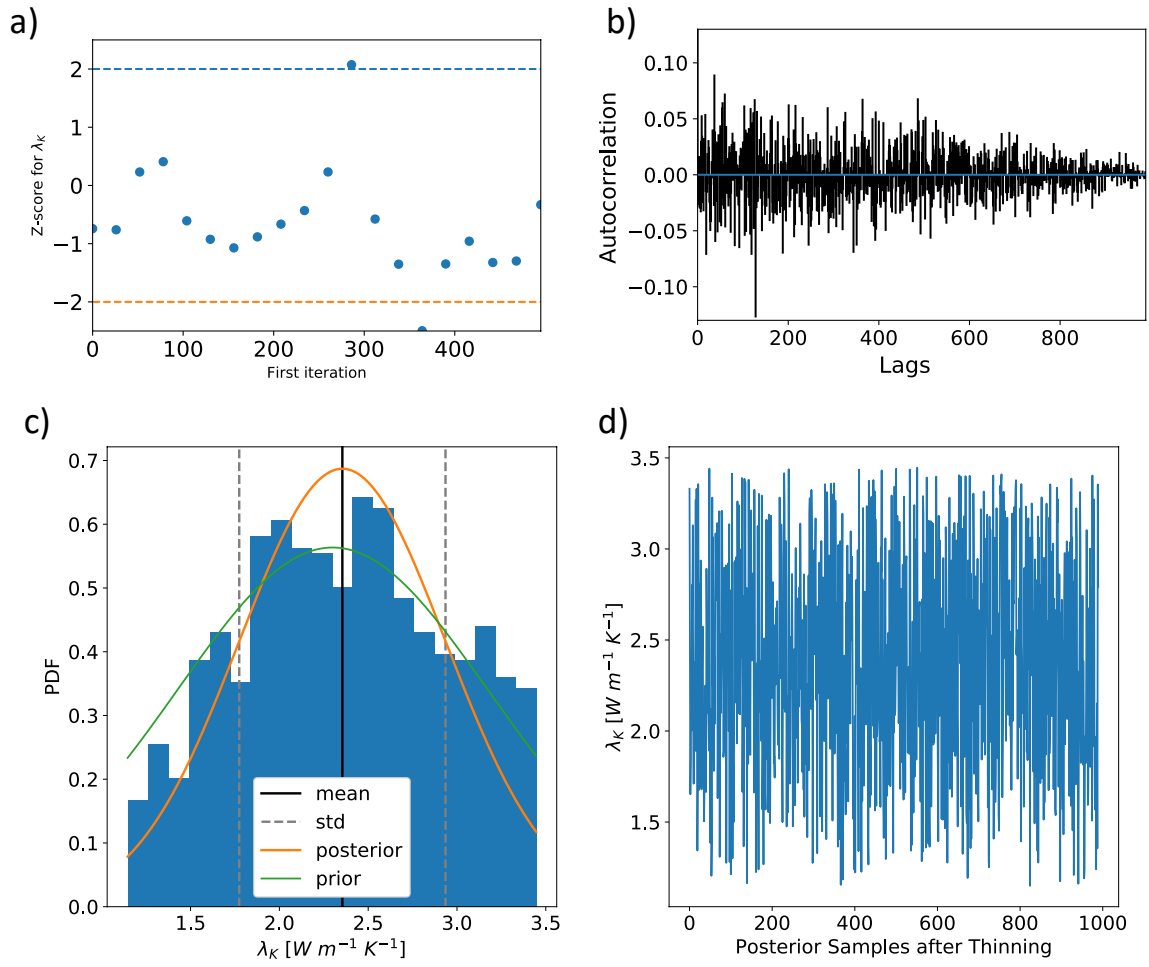 a)
Z-score for λK
2
1
0
−1
−2
0 100 200 300 400
First iteration
b)
Autocorrelation
0.10
0.05
0.00
−0.05
−0.10
0 200 400 600 800
Lags
c)
PDF
0.7
0.6
0.5
0.4
0.3
0.2
0.1
0.0
mean
std
posterior
prior
1.5 2.0 2.5 3.0 3.5
λK [W m−1 K−1]
d)
λK [W m−1 K−1]
3.5
3.0
2.5
2.0
1.5
0 200 400 600 800 1000
Posterior Samples after Thinning